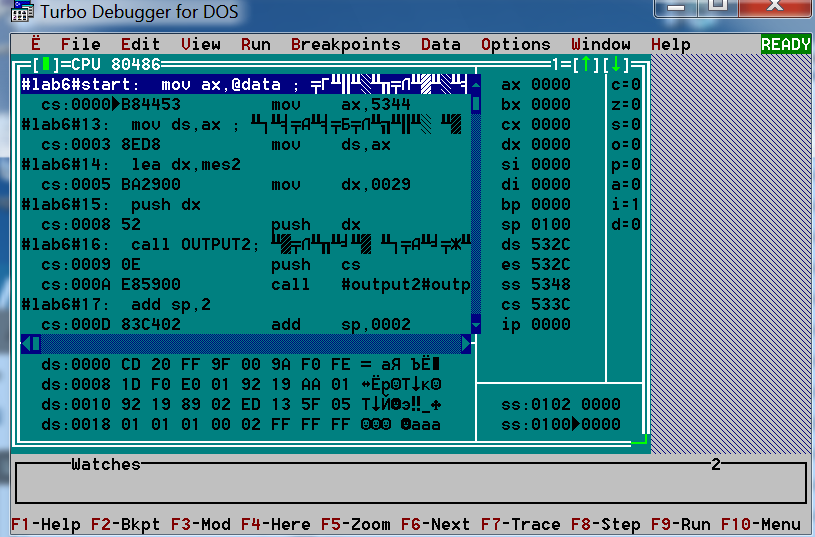 Turbo Debugger for DOS
Ë File Edit View Run Breakpoints Data Options Window Help READY
[■]=CPU 80486 1=[↑][↓]
#lab6#start: mov ax,@data ;
cs:0000►B84453 mov ax,5344
#lab6#13: mov ds,ax ;
cs:0003 8ED8 mov ds,ax
#lab6#14: lea dx,mes2
cs:0005 BA2900 mov dx,0029
#lab6#15: push dx
cs:0008 52 push dx
#lab6#16: call OUTPUT2;
cs:0009 0E push cs
cs:000A E85900 call #output2#outp
#lab6#17: add sp,2
cs:000D 83C402 add sp,0002
ax 0000 c=0
bx 0000 z=0
cx 0000 s=0
dx 0000 o=0
si 0000 p=0
di 0000 a=0
bp 0000 i=1
sp 0100 d=0
ds 532C
es 532C
ss 5348
cs 533C
ip 0000
ds:0000 CD 20 FF 9F 00 9A F0 FE = аЯ ЪЁ■
ds:0008 1D F0 E0 01 92 19 AA 01 ↔Ёр☺Т↓к☺
ds:0010 92 19 89 02 ED 13 5F 05 Т↓Й☻э‼_♣
ds:0018 01 01 01 00 02 FF FF FF ☺☺☺ ☻ааа
ss:0102 0000
ss:0100►0000
Watches 2
F1-Help F2-Bkpt F3-Mod F4-Here F5-Zoom F6-Next F7-Trace F8-Step F9-Run F10-Menu